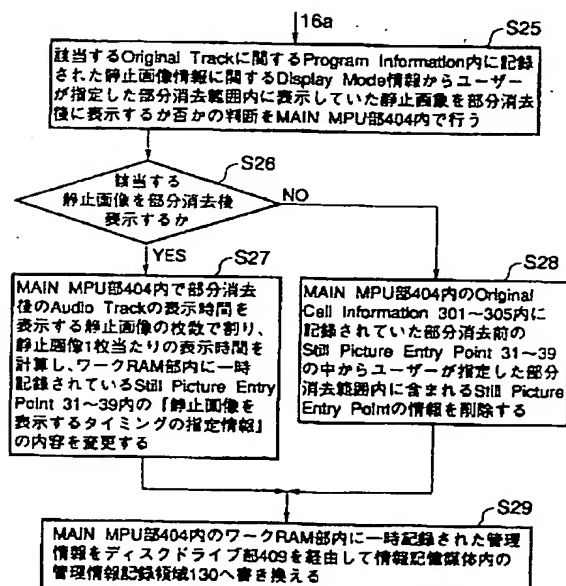 16a
S25
該当するOriginal Trackに関するProgram Information内に記録
された静止画像情報に関するDisplay Mode情報からユーザー
が指定した部分消去範囲内に表示していた静止画象を部分消去
後に表示するか否かの判断をMAIN MPU部404内で行う
S26
該当する
静止画像を部分消去後
表示するか
NO
YES
S27
MAIN MPU部404内で部分消去
後のAudio Trackの表示時間を
表示する静止画像の枚数で割り、
静止画像1枚当たりの表示時間を
計算し、ワークRAM部内に一時
記録されているStill Picture Entry
Point 31～39内の『静止画像を
表示するタイミングの指定情報』
の内容を変更する
S28
MAIN MPU部404内のOriginal
Cell Information 301～305内に
記録されていた部分消去前の
Still Picture Entry Point 31～39
の中からユーザーが指定した部分
消去範囲内に含まれるStill Picture
Entry Pointの情報を削除する
S29
MAIN MPU部404内のワークRAM部内に一時記録された管理
情報をディスクドライブ部409を経由して情報記憶媒体内の
管理情報記録領域130へ書き換える